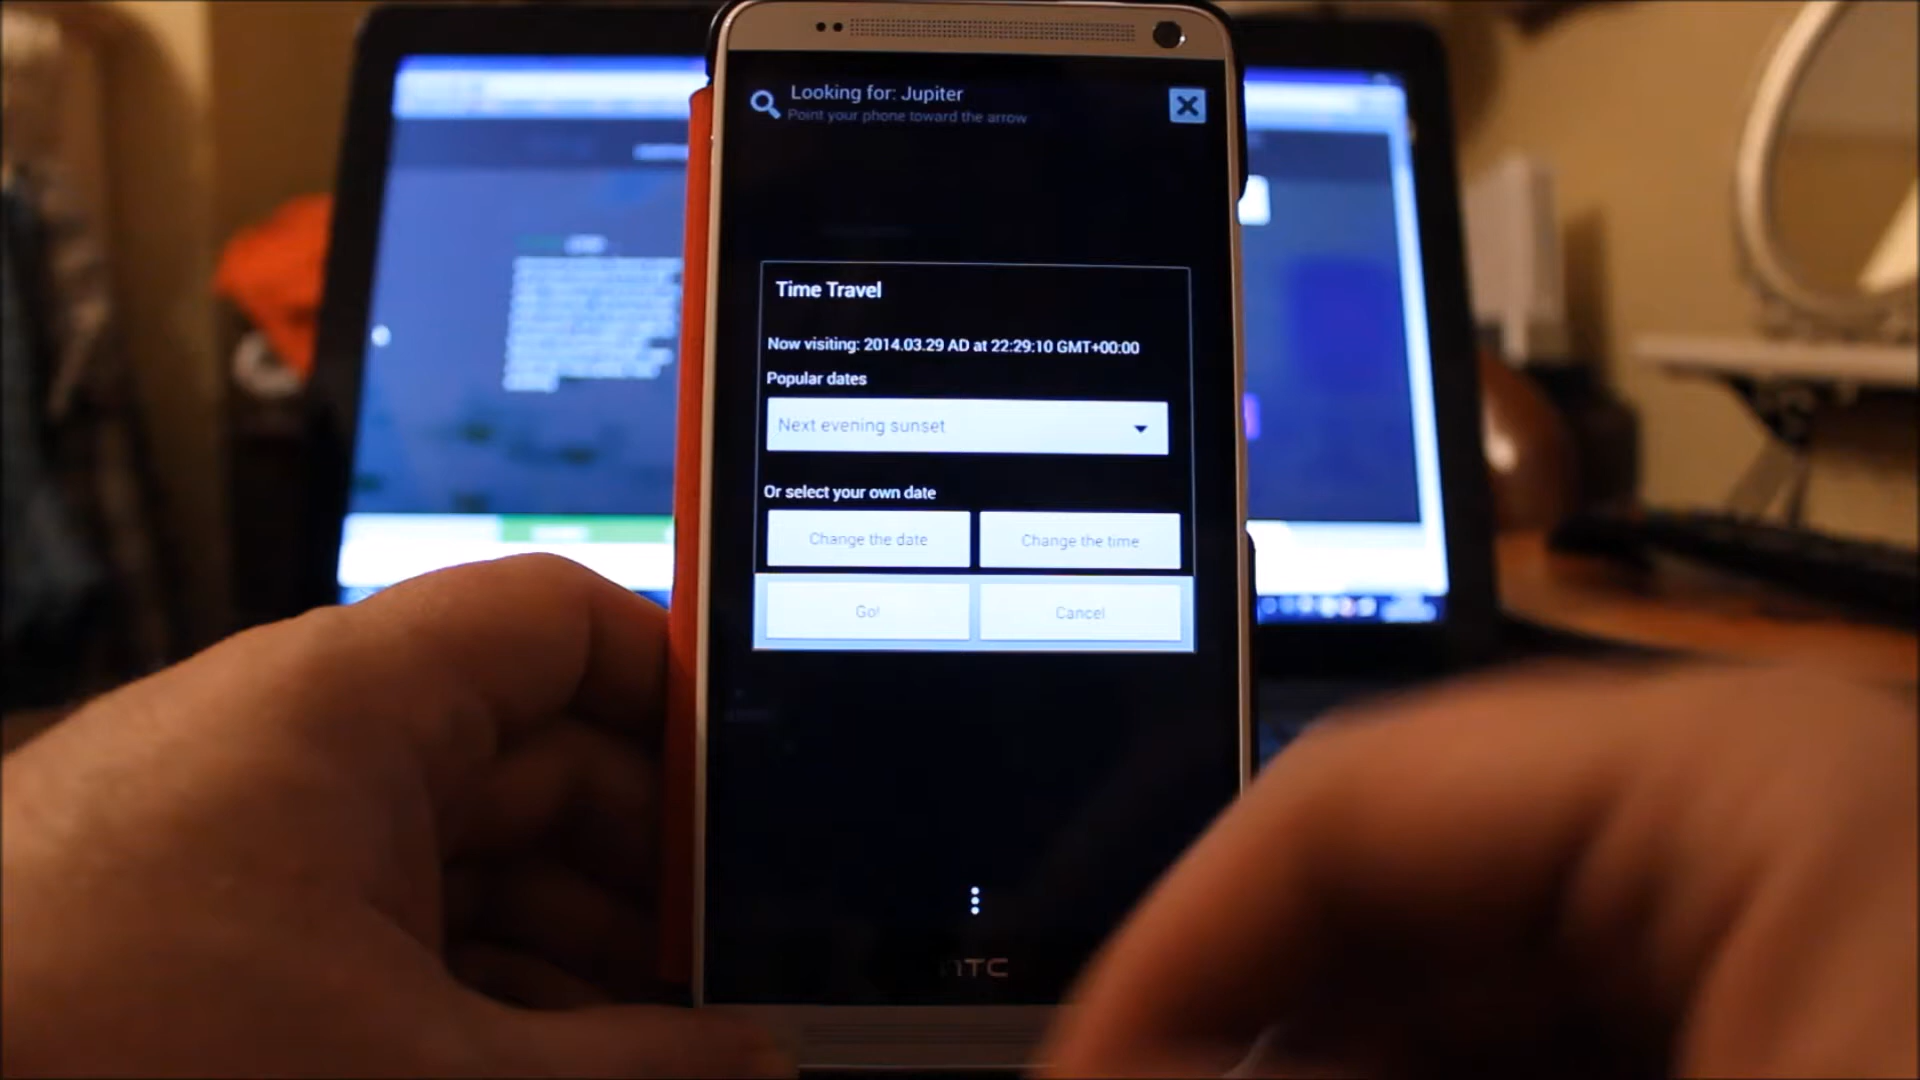 Looking for: Jupiter
Point your phone toward the arrow
Time Travel
Now visiting: 2014.03.29 AD at 22:29:10 GMT+00:00
Popular dates
Next evening sunset
Or select your own date
Change the date
Change the time
Go!
Cancel
hTC